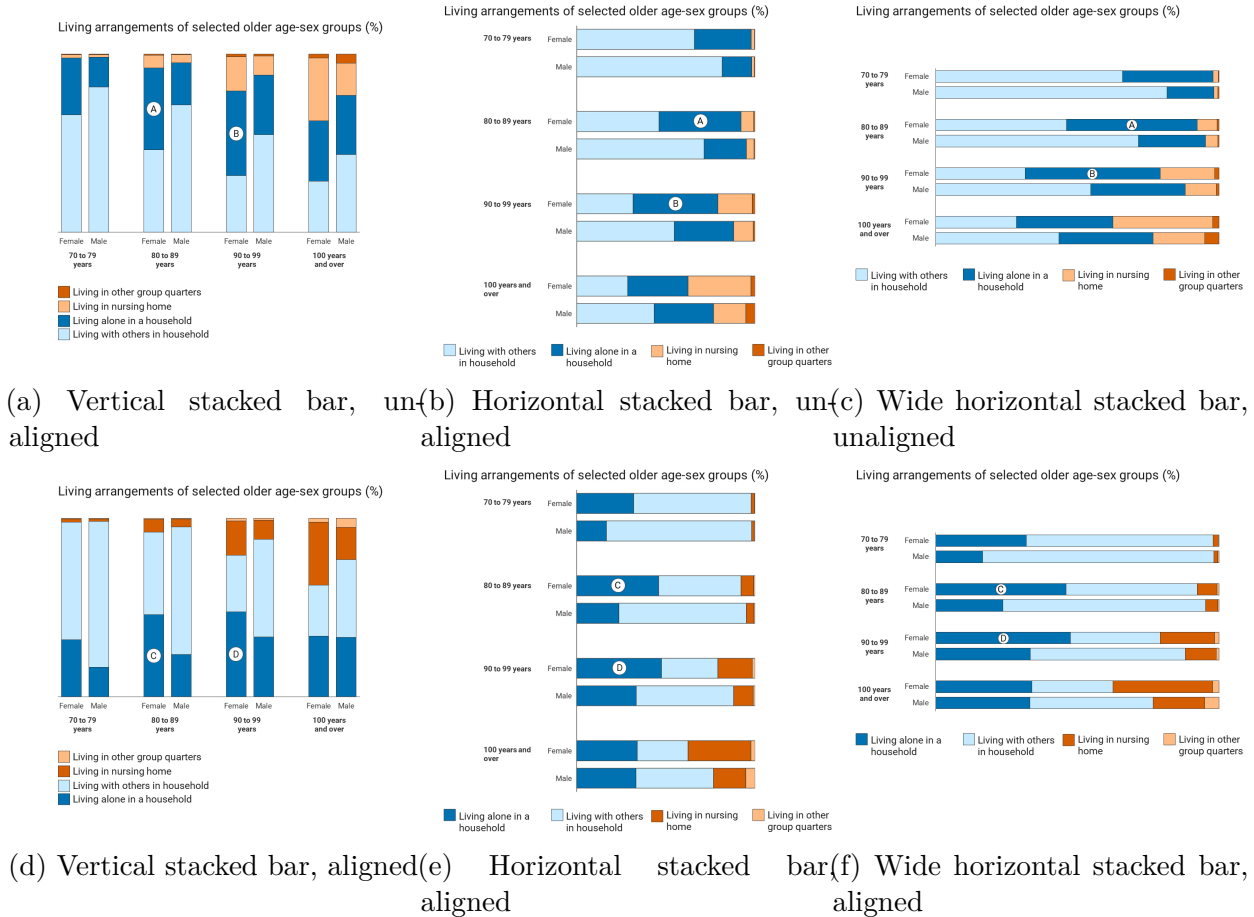 Living arrangements of selected older age-sex groups (%)
A
B
Female Male Female Male Female Male Female Male
70 to 79 years 80 to 89 years 90 to 99 years 100 years and over
Living in other group quarters
Living in nursing home
Living alone in a household
Living with others in household
(a) Vertical stacked bar, un-
aligned
Living arrangements of selected older age-sex groups (%)
70 to 79 years Female
Male
80 to 89 years Female A
Male
90 to 99 years Female B
Male
100 years and over Female
Male
Living with others in household
Living alone in a household
Living in nursing home
Living in other group quarters
(b) Horizontal stacked bar, un-
aligned
Living arrangements of selected older age-sex groups (%)
70 to 79 years Female
Male
80 to 89 years Female A
Male
90 to 99 years Female B
Male
100 years and over Female
Male
Living with others in household
Living alone in a household
Living in nursing home
Living in other group quarters
(c) Wide horizontal stacked bar,
unaligned
Living arrangements of selected older age-sex groups (%)
C
D
Female Male Female Male Female Male Female Male
70 to 79 years 80 to 89 years 90 to 99 years 100 years and over
Living in other group quarters
Living in nursing home
Living with others in household
Living alone in a household
(d) Vertical stacked bar, aligned
Living arrangements of selected older age-sex groups (%)
70 to 79 years Female
Male
80 to 89 years Female C
Male
90 to 99 years Female D
Male
100 years and over Female
Male
Living alone in a household
Living with others in household
Living in nursing home
Living in other group quarters
(e) Horizontal stacked bar,
aligned
Living arrangements of selected older age-sex groups (%)
70 to 79 years Female
Male
80 to 89 years Female C
Male
90 to 99 years Female D
Male
100 years and over Female
Male
Living alone in a household
Living with others in household
Living in nursing home
Living in other group quarters
(f) Wide horizontal stacked bar,
aligned